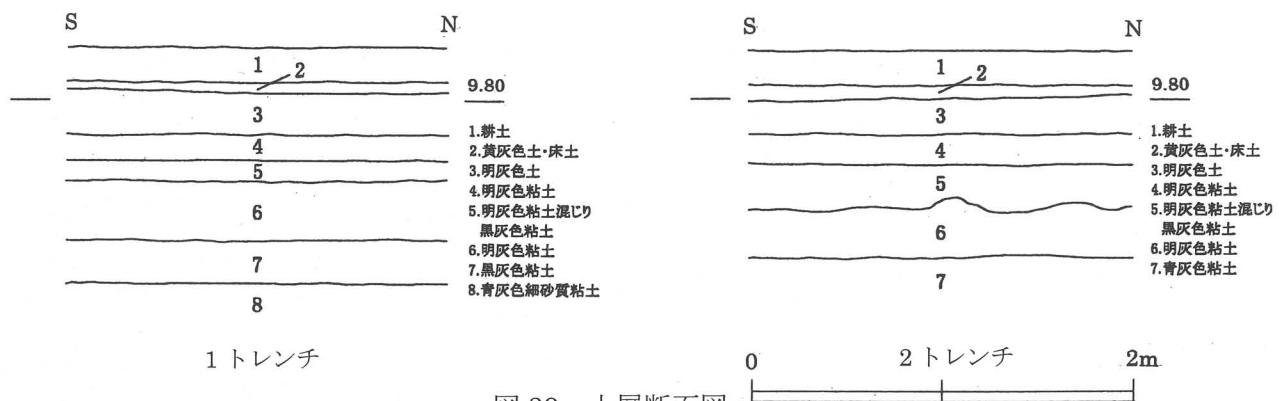 S N
1
2
3
4
5
6
7
8
9.80
1.耕土
2.黄灰色土・床土
3.明灰色土
4.明灰色粘土
5.明灰色粘土混じり
黒灰色粘土
6.明灰色粘土
7.黒灰色粘土
8.青灰色細砂質粘土
1 トレンチ
S N
1
2
3
4
5
6
7
9.80
1.耕土
2.黄灰色土・床土
3.明灰色土
4.明灰色粘土
5.明灰色粘土混じり
黒灰色粘土
6.明灰色粘土
7.青灰色粘土
2 トレンチ
0 2m